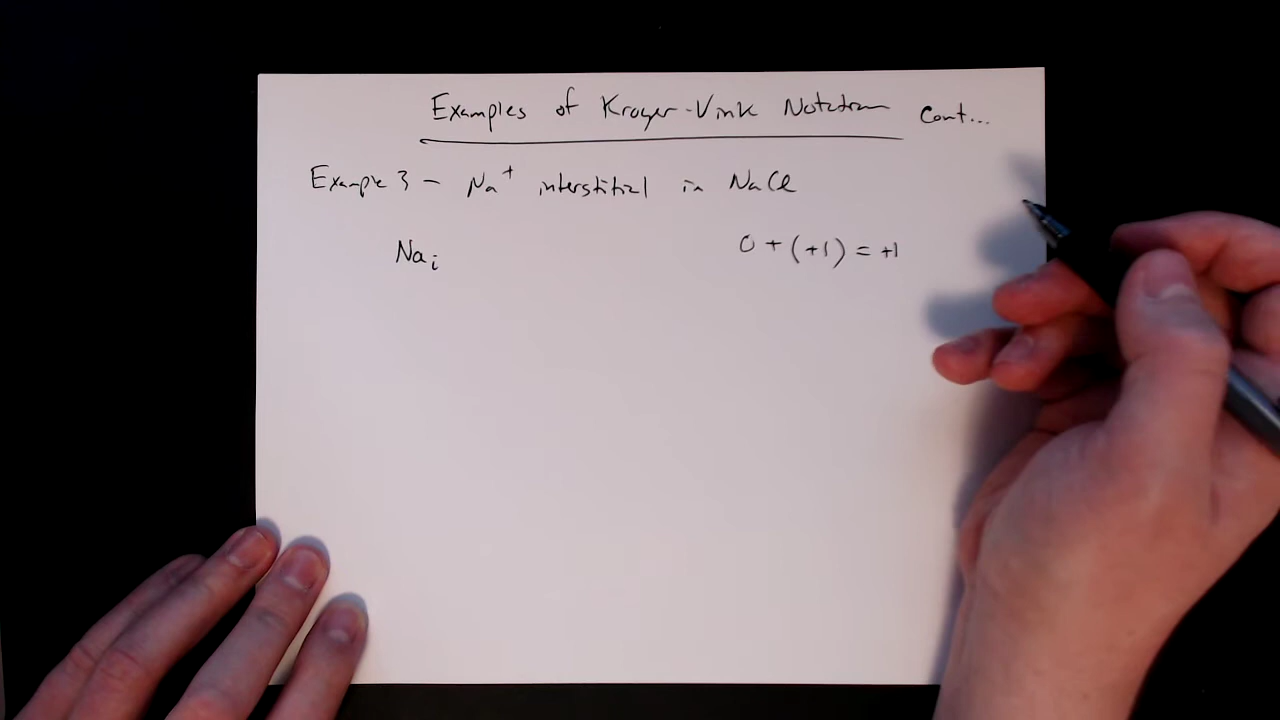 Examples of Kroger-Vink Notation cont...
Example 3 - Na⁺ interstitial in NaCl
Naᵢ 0 + (+1) = +1